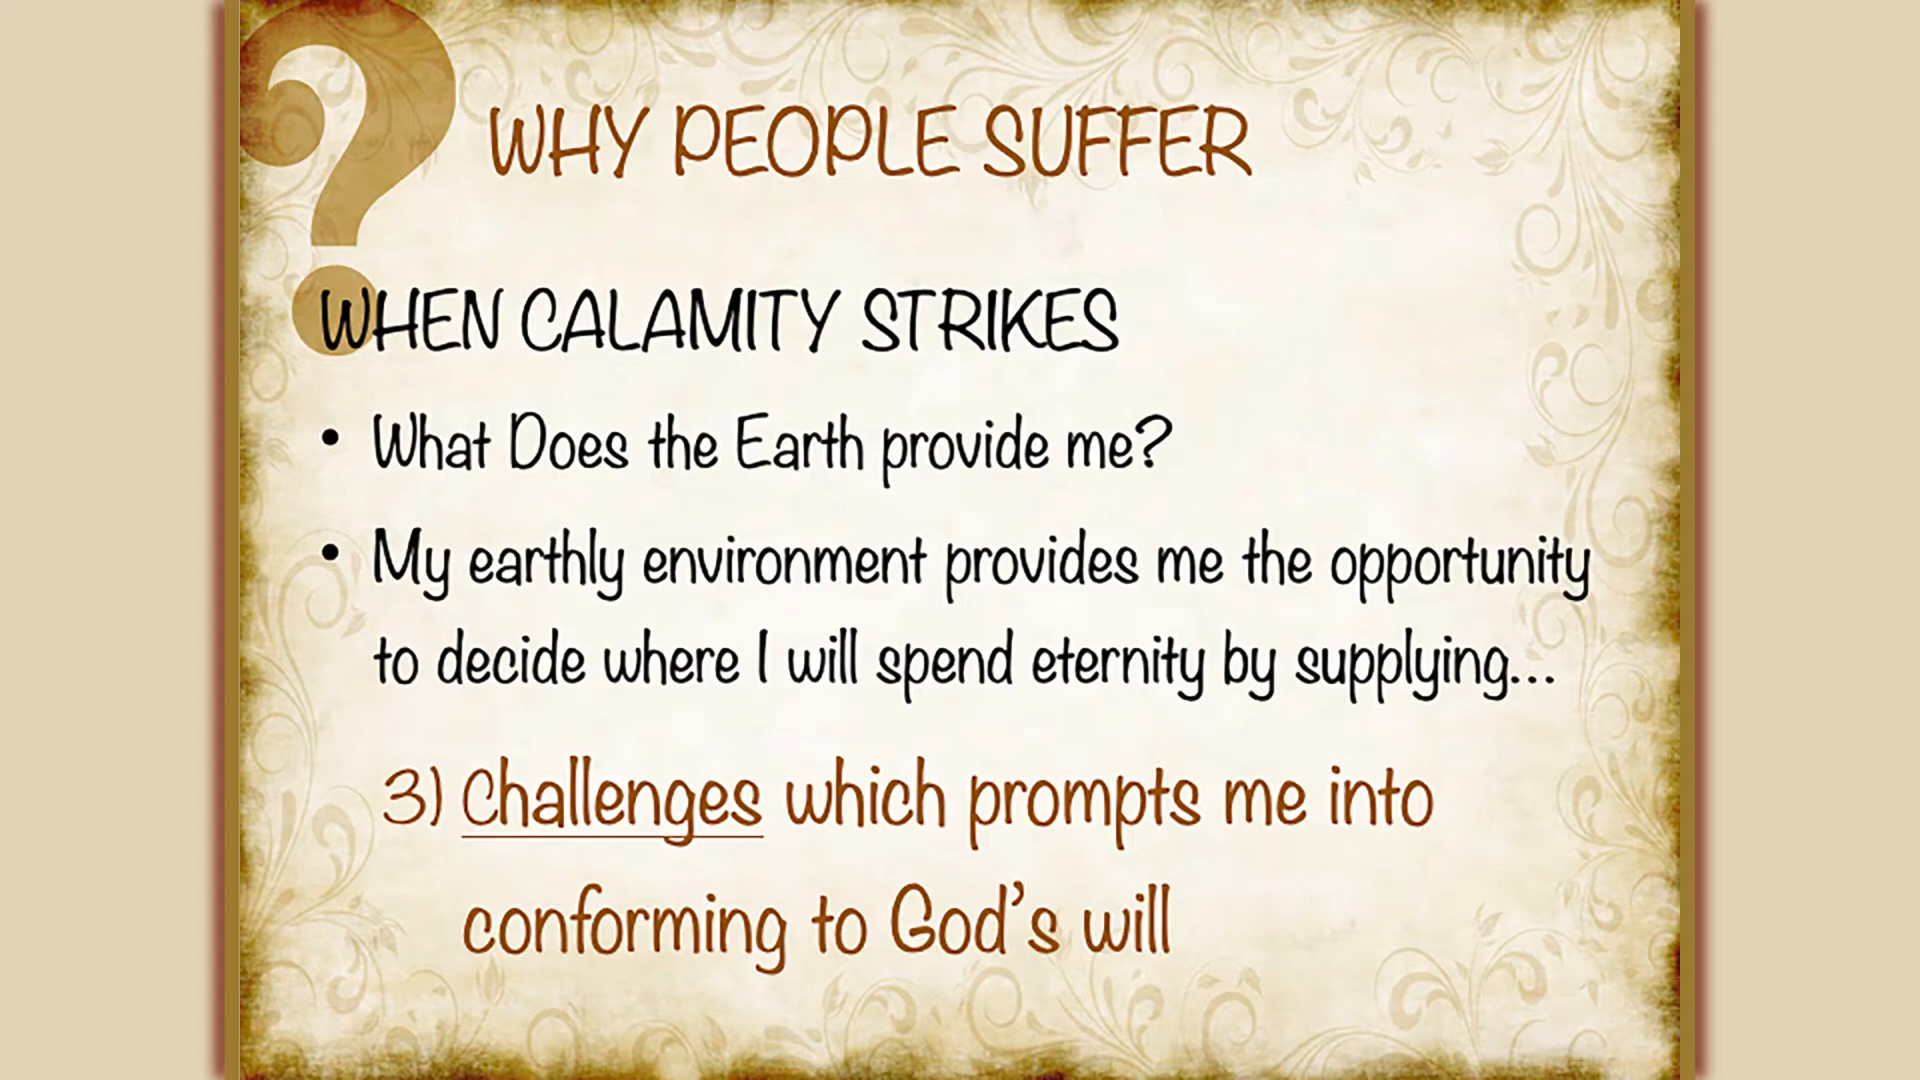 WHY PEOPLE SUFFER
WHEN CALAMITY STRIKES
• What Does the Earth provide me?
• My earthly environment provides me the opportunity
to decide where I will spend eternity by supplying...
3) Challenges which prompts me into
conforming to God's will